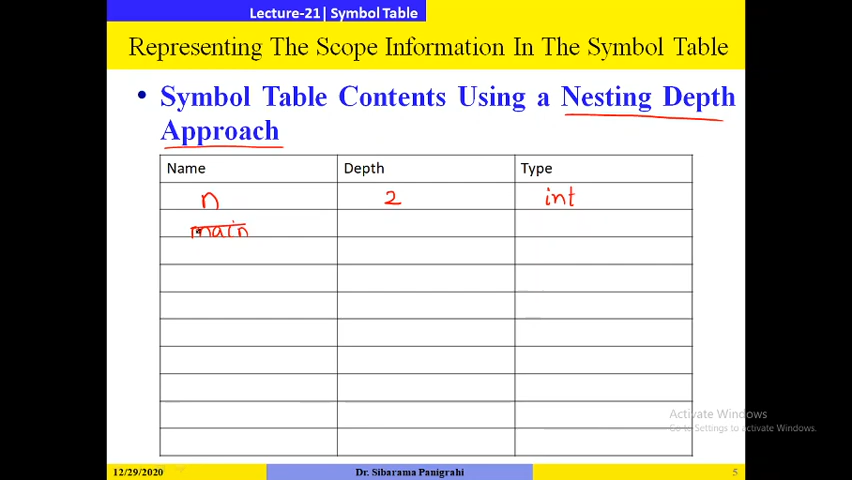 Lecture-21| Symbol Table
Representing The Scope Information In The Symbol Table
• Symbol Table Contents Using a Nesting Depth
Approach
Name Depth Type
n 2 int
main
Activate Windows
Go to Settings to activate Windows.
12/29/2020 Dr. Sibarama Panigrahi 5